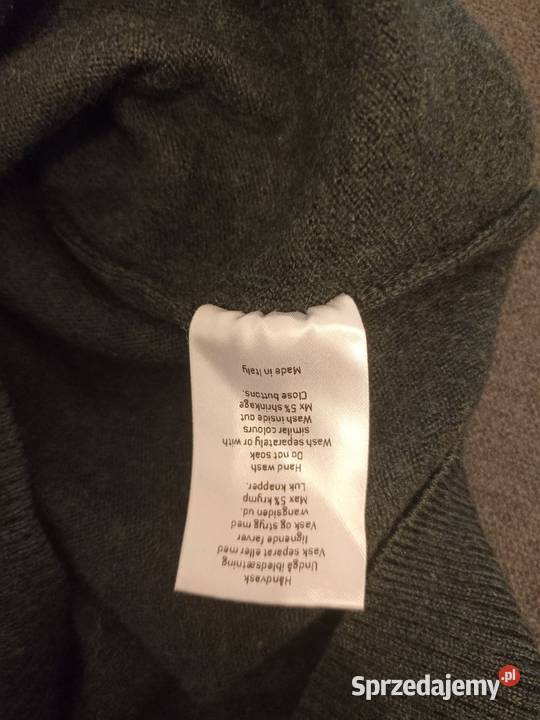 Håndvask
Undgå iblødsætning
Vask separat eller med
lignende farver
Vask og stryg med
vrangsiden ud.
Max 5% krymp
Luk knapper.
Hand wash
Do not soak
Wash separately or with
similar colours
Wash inside out
Mx 5% shrinkage
Close buttons.
Made in Italy
Sprzedajemy.pl